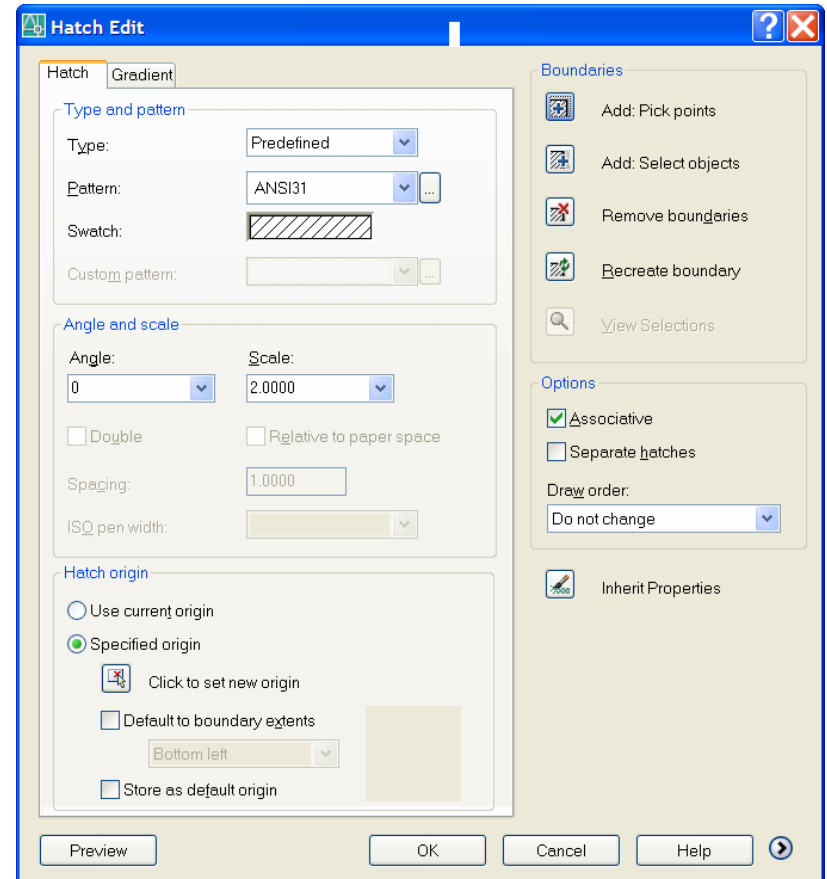 Hatch Edit
Hatch
Gradient
Type and pattern
Type:
Predefined
Pattern:
ANSI31
...
Swatch:
Custom pattern:
...
Angle and scale
Angle:
Scale:
0
2.0000
Double
Relative to paper space
Spacing:
1.0000
ISO pen width:
Hatch origin
Use current origin
Specified origin
Click to set new origin
Default to boundary extents
Bottom left
Store as default origin
Boundaries
Add: Pick points
Add: Select objects
Remove boundaries
Recreate boundary
View Selections
Options
Associative
Separate hatches
Draw order:
Do not change
Inherit Properties
Preview
OK
Cancel
Help